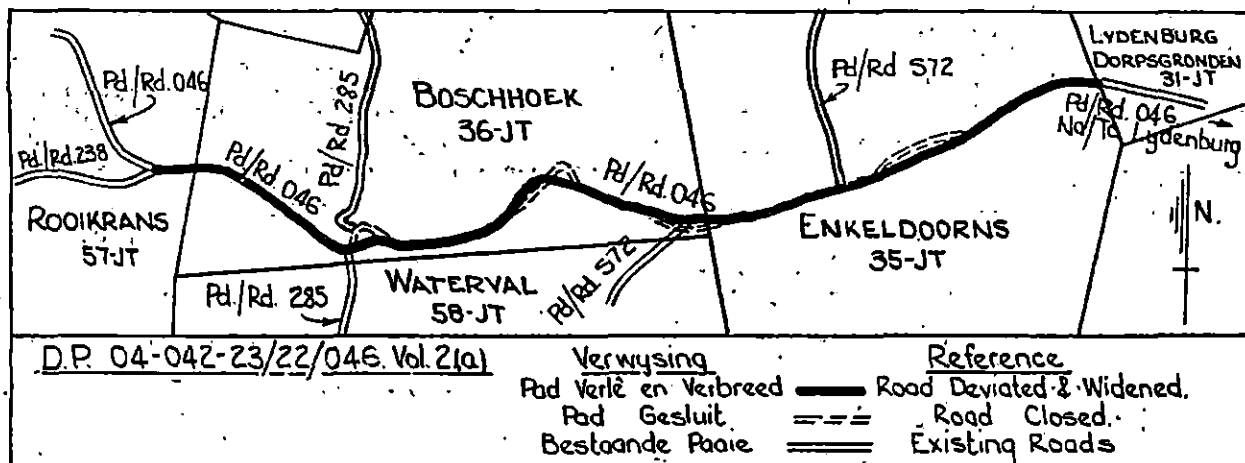 Pd./Rd. 046
Pd./Rd. 238
ROOIKRANS
57-JT
Pd./Rd. 285
BOSCHHOEK
36-JT
Pd/Rd. 046
Pd/Rd. 046
Pd./Rd. 285
WATERVAL
58-JT
Pd/Rd S72
Pd/Rd S72
ENKELDOORNS
35-JT
LYDENBURG
DORPSGRONDEN
31-JT
Pd/Rd. 046
Na/To Lydenburg
N.
D.P. 04-042-23/22/046. Vol. 2(a)
Verwysing Reference
Pad Verlê en Verbreed Road Deviated & Widened.
Pad Gesluit Road Closed.
Bestaande Paaie Existing Roads